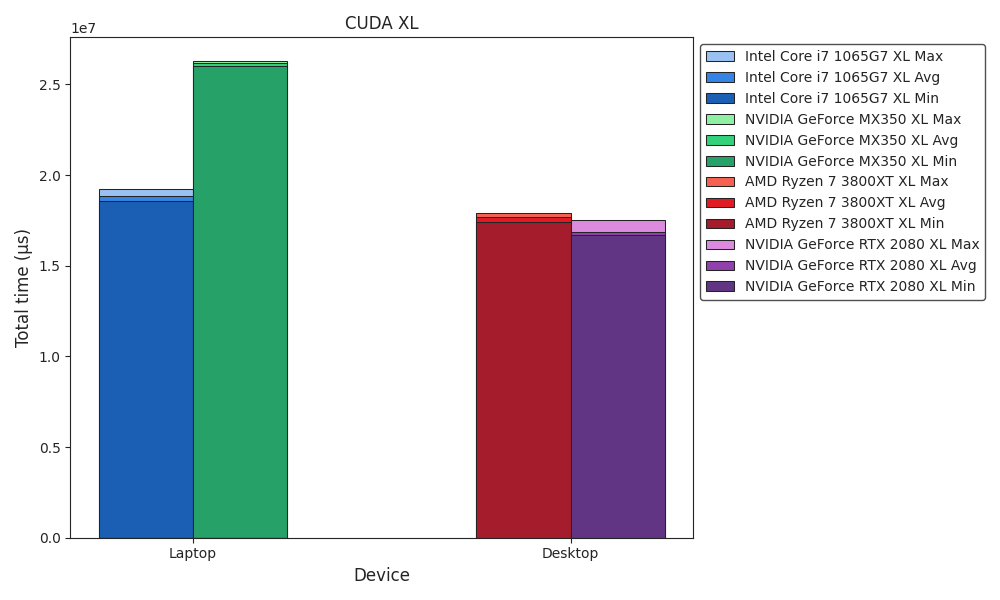 CUDA XL
1e7
2.5
2.0
1.5
1.0
0.5
0.0
Total time (µs)
Laptop
Desktop
Device
Intel Core i7 1065G7 XL Max
Intel Core i7 1065G7 XL Avg
Intel Core i7 1065G7 XL Min
NVIDIA GeForce MX350 XL Max
NVIDIA GeForce MX350 XL Avg
NVIDIA GeForce MX350 XL Min
AMD Ryzen 7 3800XT XL Max
AMD Ryzen 7 3800XT XL Avg
AMD Ryzen 7 3800XT XL Min
NVIDIA GeForce RTX 2080 XL Max
NVIDIA GeForce RTX 2080 XL Avg
NVIDIA GeForce RTX 2080 XL Min